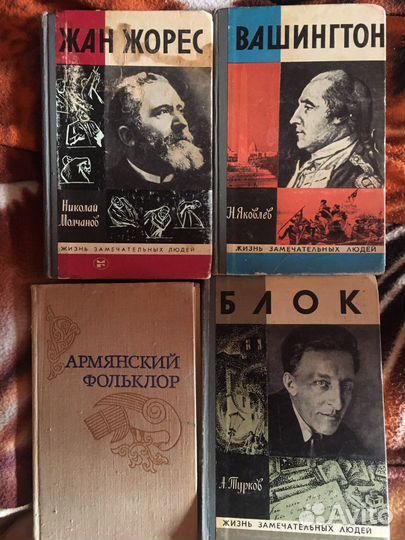 ЖАН ЖОРЕС
Николай
Молчанов
ЖИЗНЬ ЗАМЕЧАТЕЛЬНЫХ ЛЮДЕЙ
ВАШИНГТОН
Н. Яковлев
ЖИЗНЬ ЗАМЕЧАТЕЛЬНЫХ ЛЮДЕЙ
АРМЯНСКИЙ
ФОЛЬКЛОР
БЛОК
А. Турков
ЖИЗНЬ ЗАМЕЧАТЕЛЬНЫХ ЛЮДЕЙ
Avito